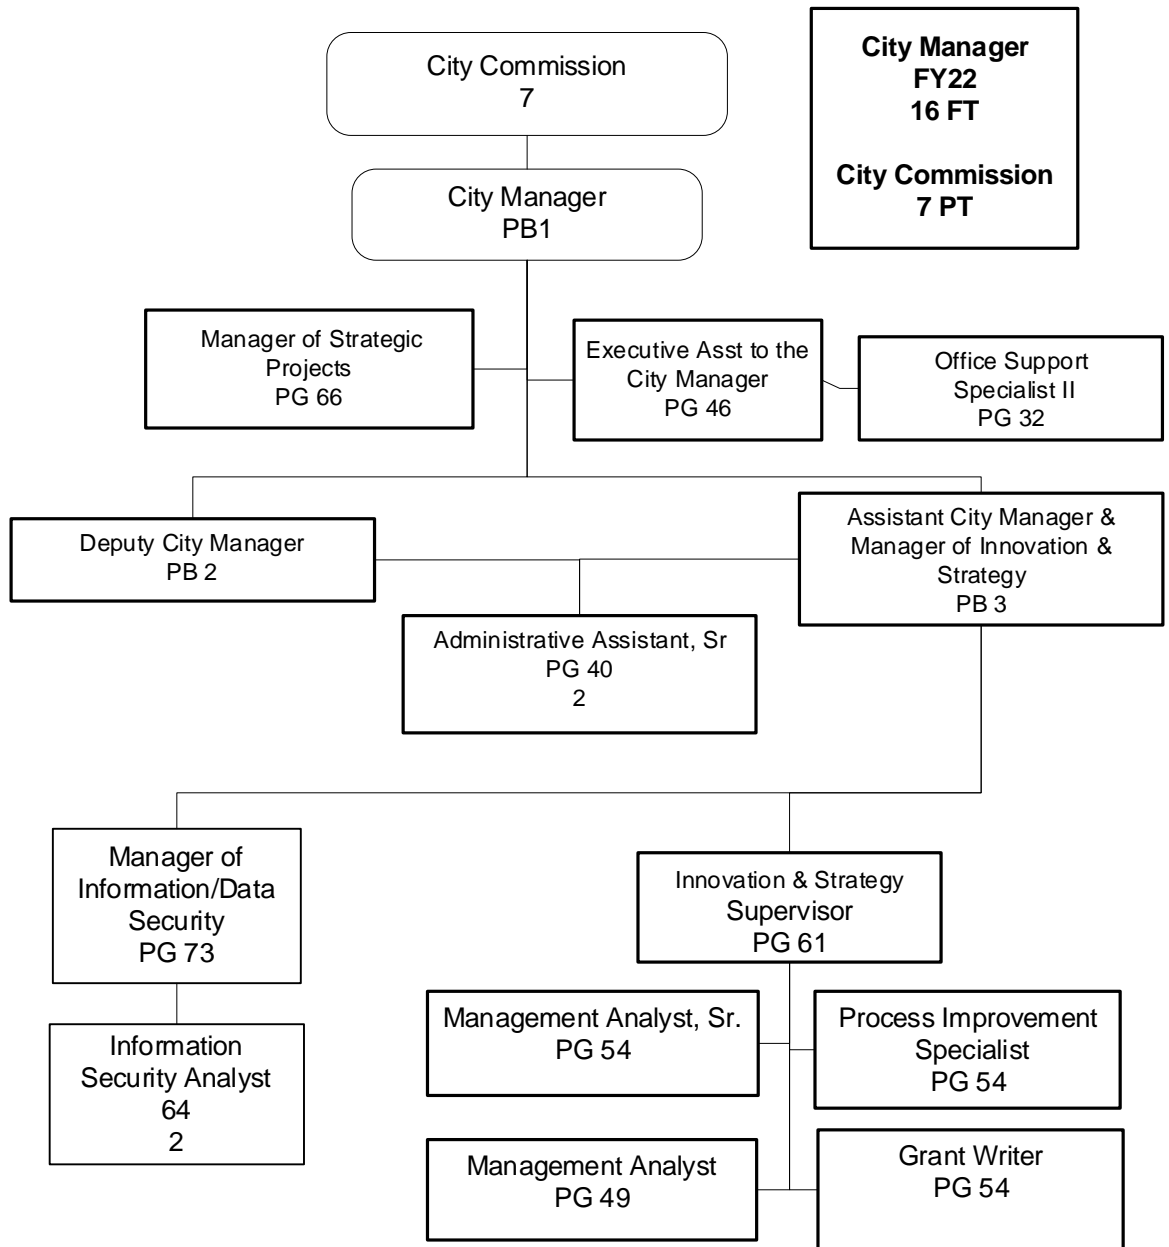 City Commission
7
City Manager
FY22
16 FT
City Commission
7 PT
City Manager
PB1
Manager of Strategic
Projects
PG 66
Executive Asst to the
City Manager
PG 46
Office Support
Specialist II
PG 32
Deputy City Manager
PB 2
Assistant City Manager &
Manager of Innovation &
Strategy
PB 3
Administrative Assistant, Sr
PG 40
2
Manager of
Information/Data
Security
PG 73
Innovation & Strategy
Supervisor
PG 61
Information
Security Analyst
64
2
Management Analyst, Sr.
PG 54
Process Improvement
Specialist
PG 54
Management Analyst
PG 49
Grant Writer
PG 54